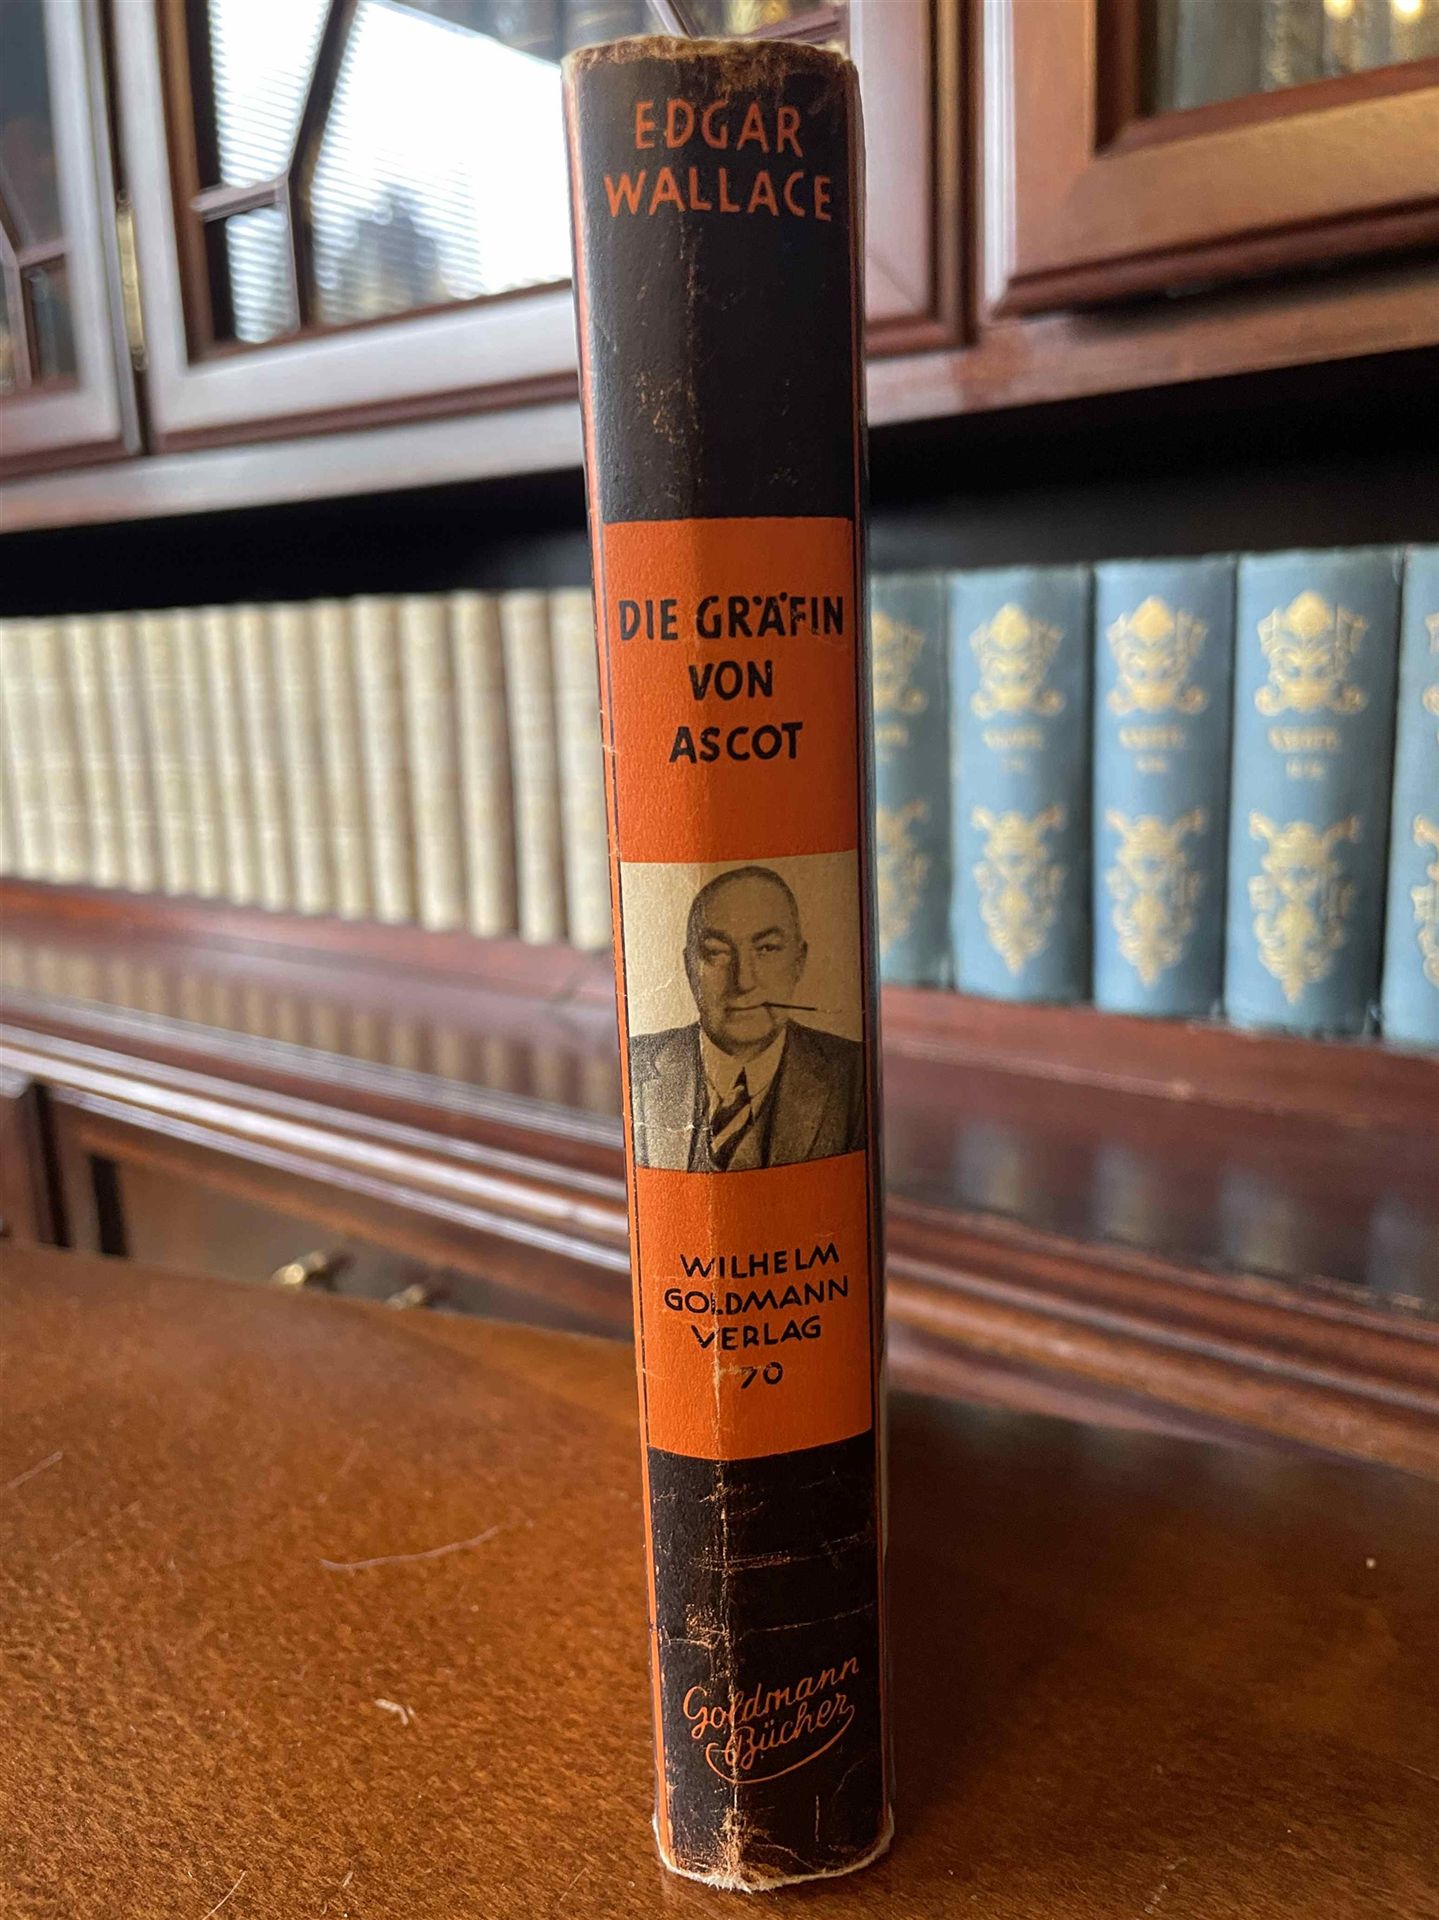 EDGAR
WALLACE
DIE GRÄFIN
VON
ASCOT
WILHELM
GOLDMANN
VERLAG
70
Goldmann
Bücher